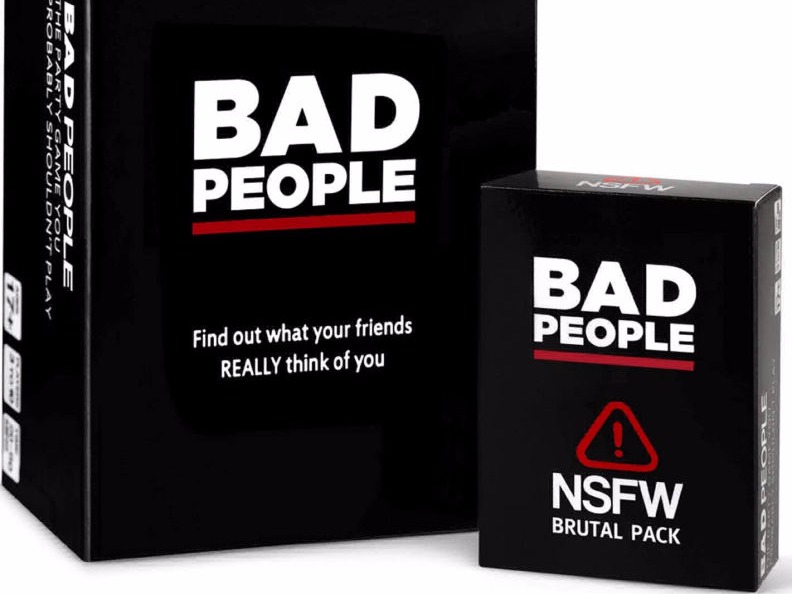 BAD PEOPLE
THE PARTY GAME YOU
PROBABLY SHOULDN'T PLAY
17+
BAD
PEOPLE
Find out what your friends
REALLY think of you
NSFW
BAD
PEOPLE
!
NSFW
BRUTAL PACK
BAD PEOPLE